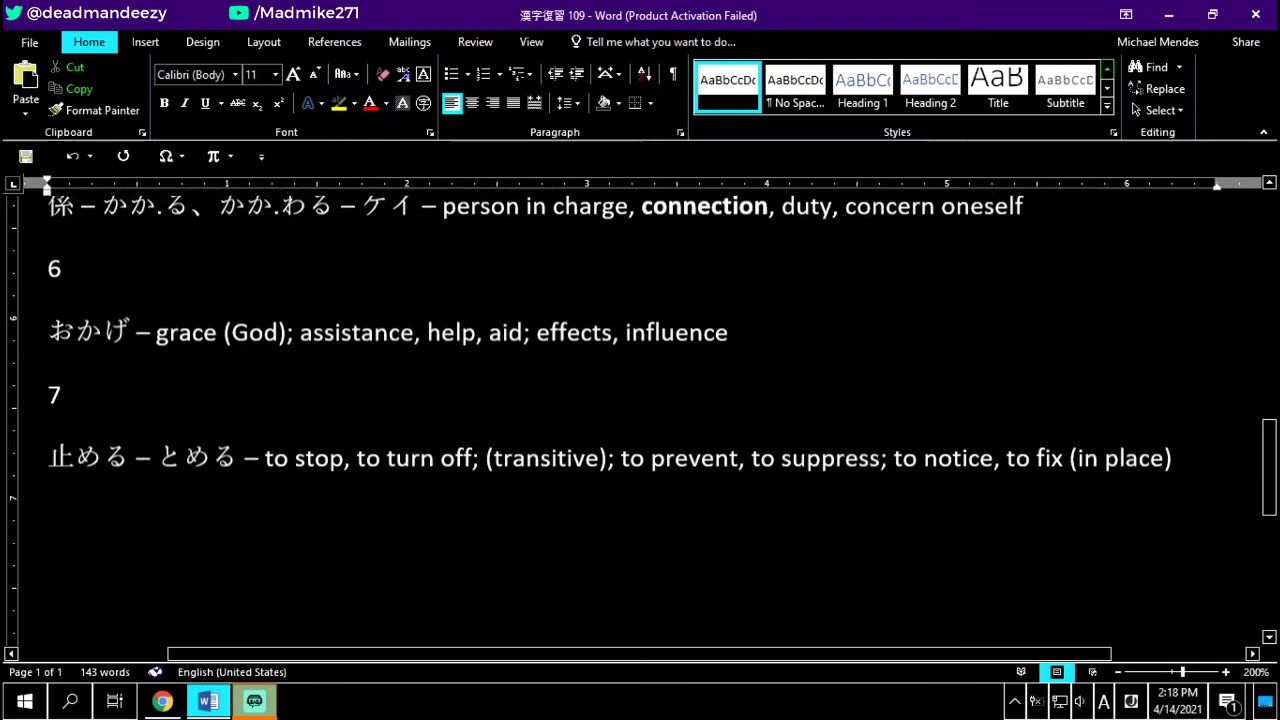 @deadmandeezy /Madmike271 漢字復習 109 - Word (Product Activation Failed)
File Home Insert Design Layout References Mailings Review View Tell me what you want to do... Michael Mendes Share
Paste Cut Copy Format Painter
Calibri (Body) 11
AaBbCcDc AaBbCcDc AaBbCc AaBbCcD AaB AaBbCcD
¶ No Spac... Heading 1 Heading 2 Title Subtitle
Find Replace Select
Clipboard Font Paragraph Styles Editing
1 2 3 4 5 6
係 – かか.る、かか.わる – ケイ – person in charge, connection, duty, concern oneself
6
おかげ – grace (God); assistance, help, aid; effects, influence
7
止める – とめる – to stop, to turn off; (transitive); to prevent, to suppress; to notice, to fix (in place)
Page 1 of 1 143 words English (United States) 200%
2:18 PM
4/14/2021